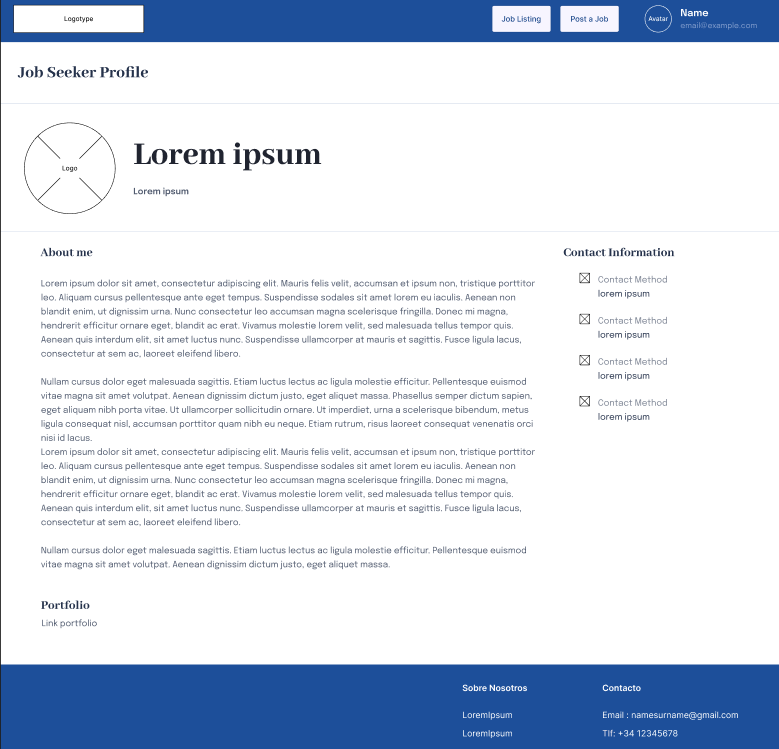 Logotype
Job Listing
Post a Job
Avatar
Name
email@example.com
Job Seeker Profile
Logo
Lorem ipsum
Lorem ipsum
About me
Lorem ipsum dolor sit amet, consectetur adipiscing elit. Mauris felis velit, accumsan et ipsum non, tristique porttitor
leo. Aliquam cursus pellentesque ante eget tempus. Suspendisse sodales sit amet lorem eu iaculis. Aenean non
blandit enim, ut dignissim urna. Nunc consectetur leo accumsan magna scelerisque fringilla. Donec mi magna,
hendrerit efficitur ornare eget, blandit ac erat. Vivamus molestie lorem velit, sed malesuada tellus tempor quis.
Aenean quis interdum elit, sit amet luctus nunc. Suspendisse ullamcorper at mauris et sagittis. Fusce ligula lacus,
consectetur at sem ac, laoreet eleifend libero.
Nullam cursus dolor eget malesuada sagittis. Etiam luctus lectus ac ligula molestie efficitur. Pellentesque euismod
vitae magna sit amet volutpat. Aenean dignissim dictum justo, eget aliquet massa. Phasellus semper dictum sapien,
eget aliquam nibh porta vitae. Ut ullamcorper sollicitudin ornare. Ut imperdiet, urna a scelerisque bibendum, metus
ligula consequat nisl, accumsan porttitor quam nibh eu neque. Etiam rutrum, risus laoreet consequat venenatis orci
nisi id lacus.
Lorem ipsum dolor sit amet, consectetur adipiscing elit. Mauris felis velit, accumsan et ipsum non, tristique porttitor
leo. Aliquam cursus pellentesque ante eget tempus. Suspendisse sodales sit amet lorem eu iaculis. Aenean non
blandit enim, ut dignissim urna. Nunc consectetur leo accumsan magna scelerisque fringilla. Donec mi magna,
hendrerit efficitur ornare eget, blandit ac erat. Vivamus molestie lorem velit, sed malesuada tellus tempor quis.
Aenean quis interdum elit, sit amet luctus nunc. Suspendisse ullamcorper at mauris et sagittis. Fusce ligula lacus,
consectetur at sem ac, laoreet eleifend libero.
Nullam cursus dolor eget malesuada sagittis. Etiam luctus lectus ac ligula molestie efficitur. Pellentesque euismod
vitae magna sit amet volutpat. Aenean dignissim dictum justo, eget aliquet massa.
Portfolio
Link portfolio
Contact Information
Contact Method
lorem ipsum
Contact Method
lorem ipsum
Contact Method
lorem ipsum
Contact Method
lorem ipsum
Sobre Nosotros
LoremIpsum
LoremIpsum
Contacto
Email : namesurname@gmail.com
Tlf: +34 12345678